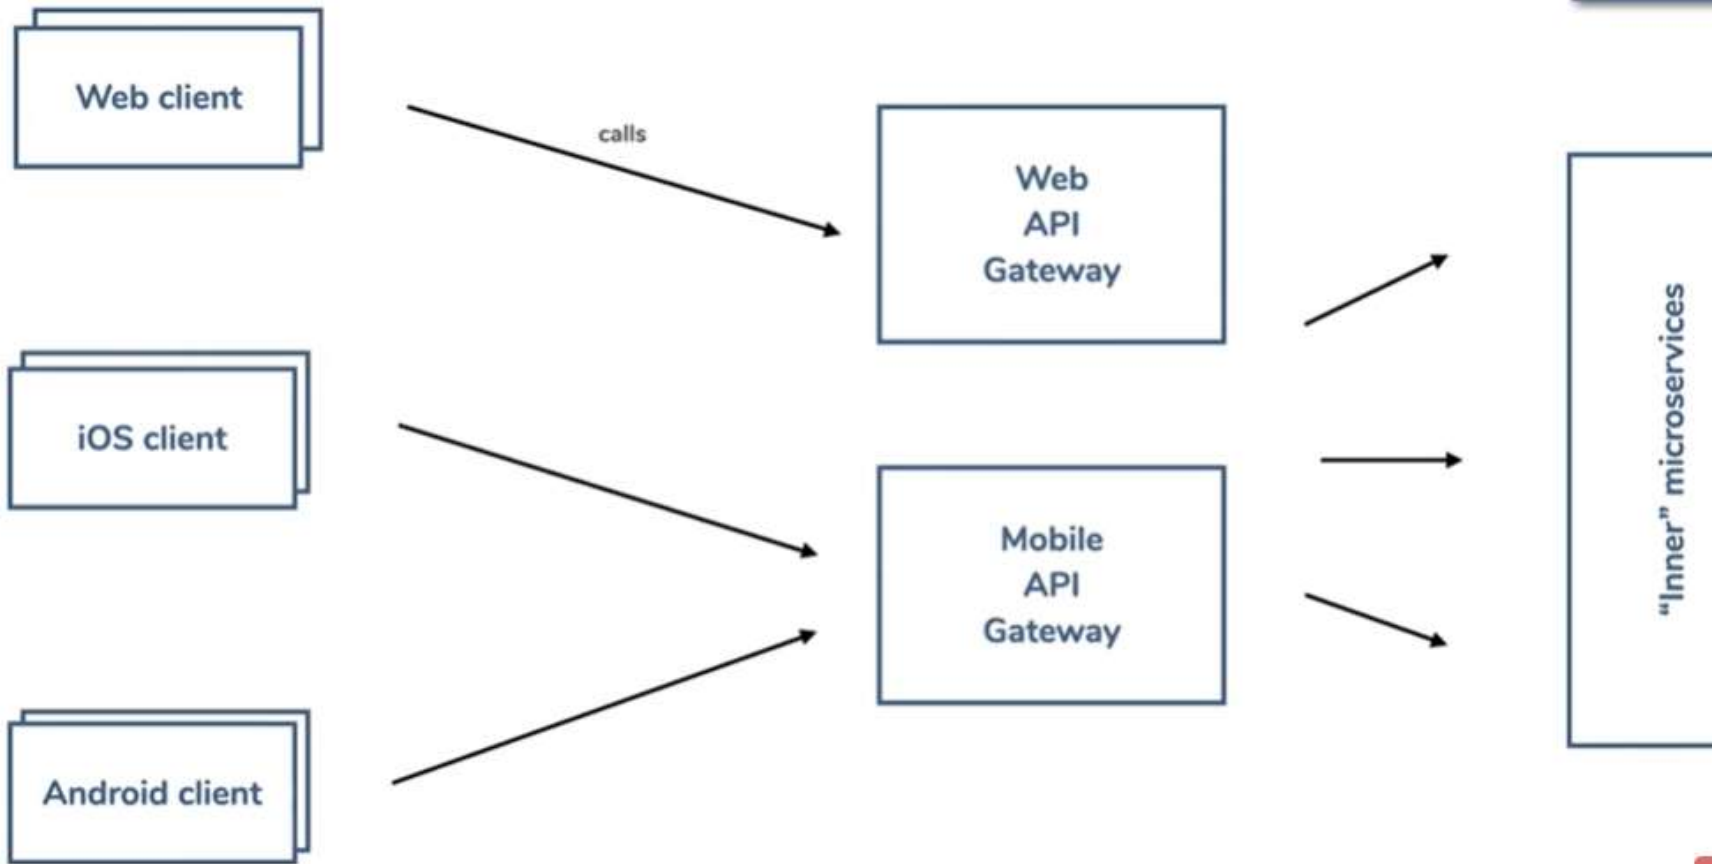 Web client
calls
Web
API
Gateway
iOS client
“Inner” microservices
Mobile
API
Gateway
Android client